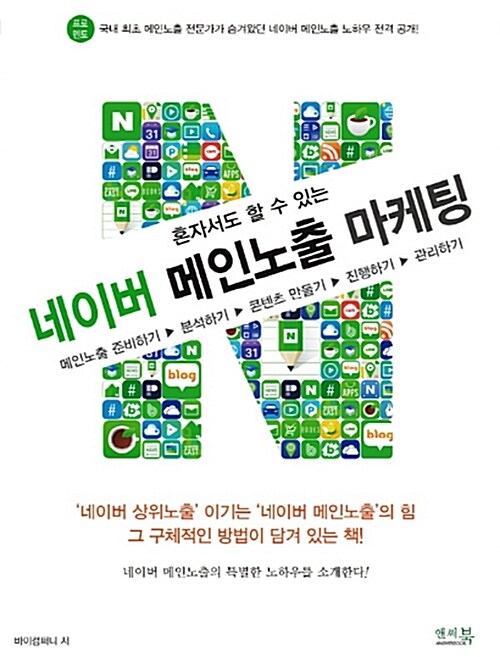 프로멘토
국내 최초 메인노출 전문가가 숨겨왔던 네이버 메인노출 노하우 전격 공개!
혼자서도 할 수 있는
네이버 메인노출 마케팅
메인노출 준비하기 ▶ 분석하기 ▶ 콘텐츠 만들기 ▶ 진행하기 ▶ 관리하기
N
31
blog
blog
'네이버 상위노출' 이기는 '네이버 메인노출'의 힘
그 구체적인 방법이 담겨 있는 책!
네이버 메인노출의 특별한 노하우를 소개한다!
바이컴퍼니 저
앤써북
ANSWERBOOK